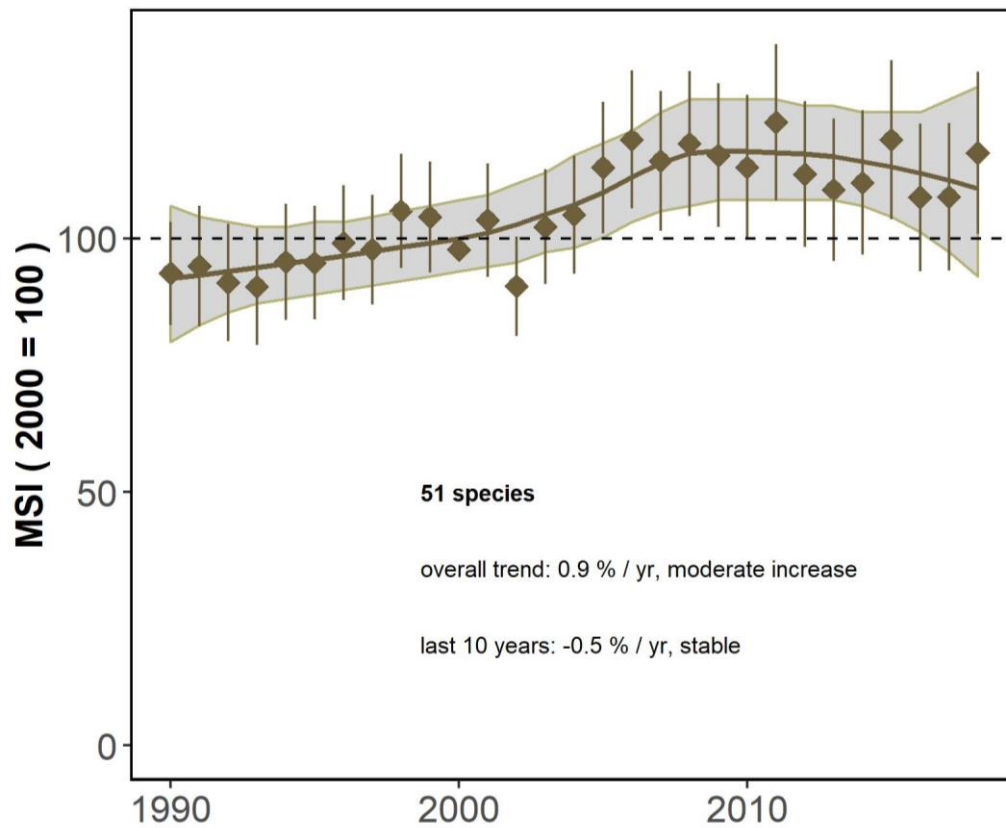 MSI ( 2000 = 100 )
100
50
0
51 species
overall trend: 0.9 % / yr, moderate increase
last 10 years: -0.5 % / yr, stable
1990
2000
2010